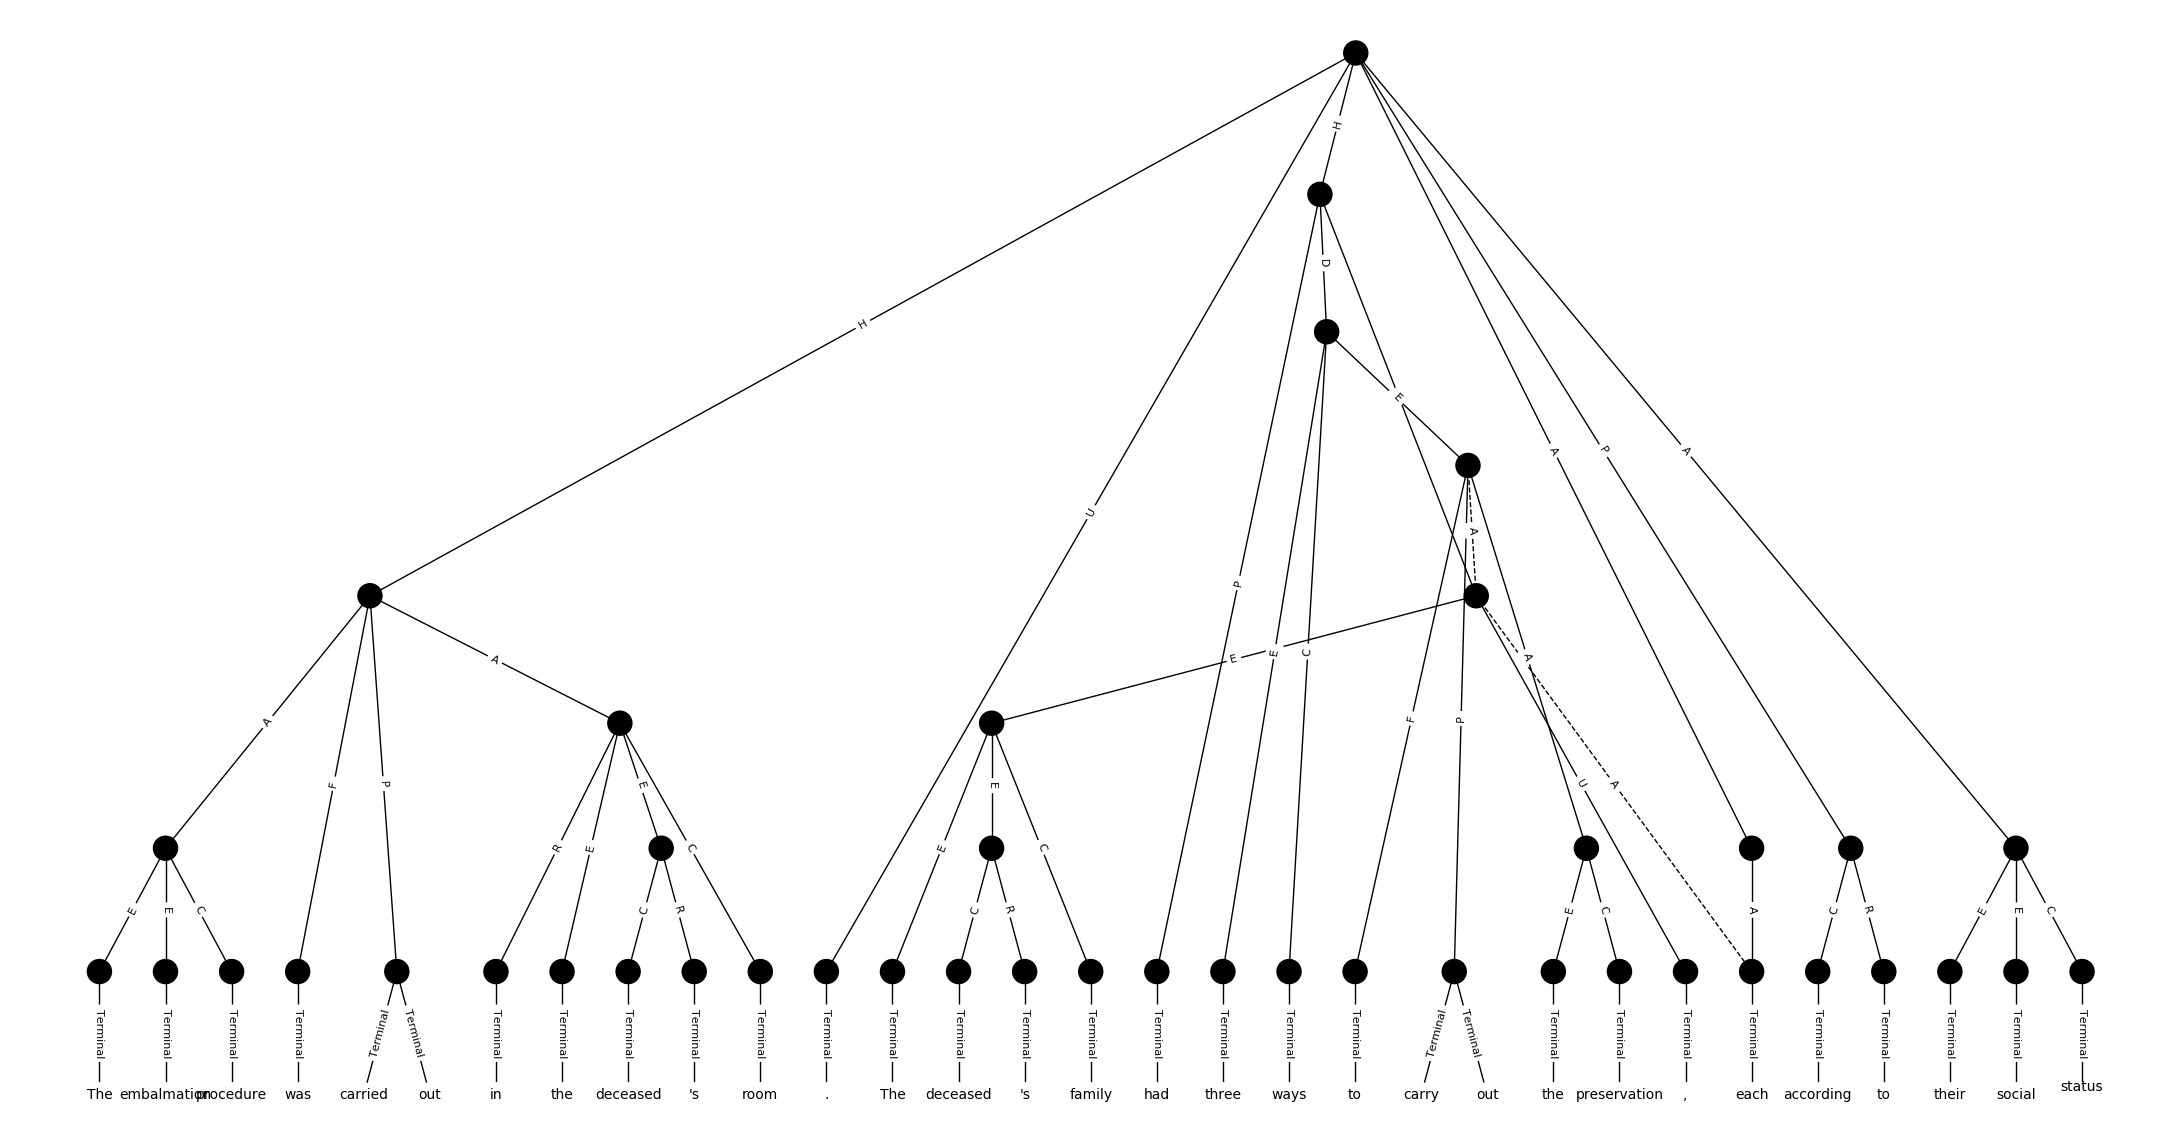 H
H
D
H
E
A
P
A
U
A
P
A
E
E
C
A
A
F
P
A
F
P
E
U
A
R
E
E
C
E
E
C
E
E
C
C
R
C
R
E
C
A
C
R
E
E
C
Terminal Terminal Terminal Terminal Terminal Terminal Terminal Terminal Terminal Terminal Terminal Terminal Terminal Terminal Terminal Terminal Terminal Terminal Terminal Terminal Terminal Terminal Terminal Terminal Terminal Terminal Terminal Terminal Terminal Terminal Terminal
The embalmation procedure was carried out in the deceased 's room . The deceased 's family had three ways to carry out the preservation , each according to their social status